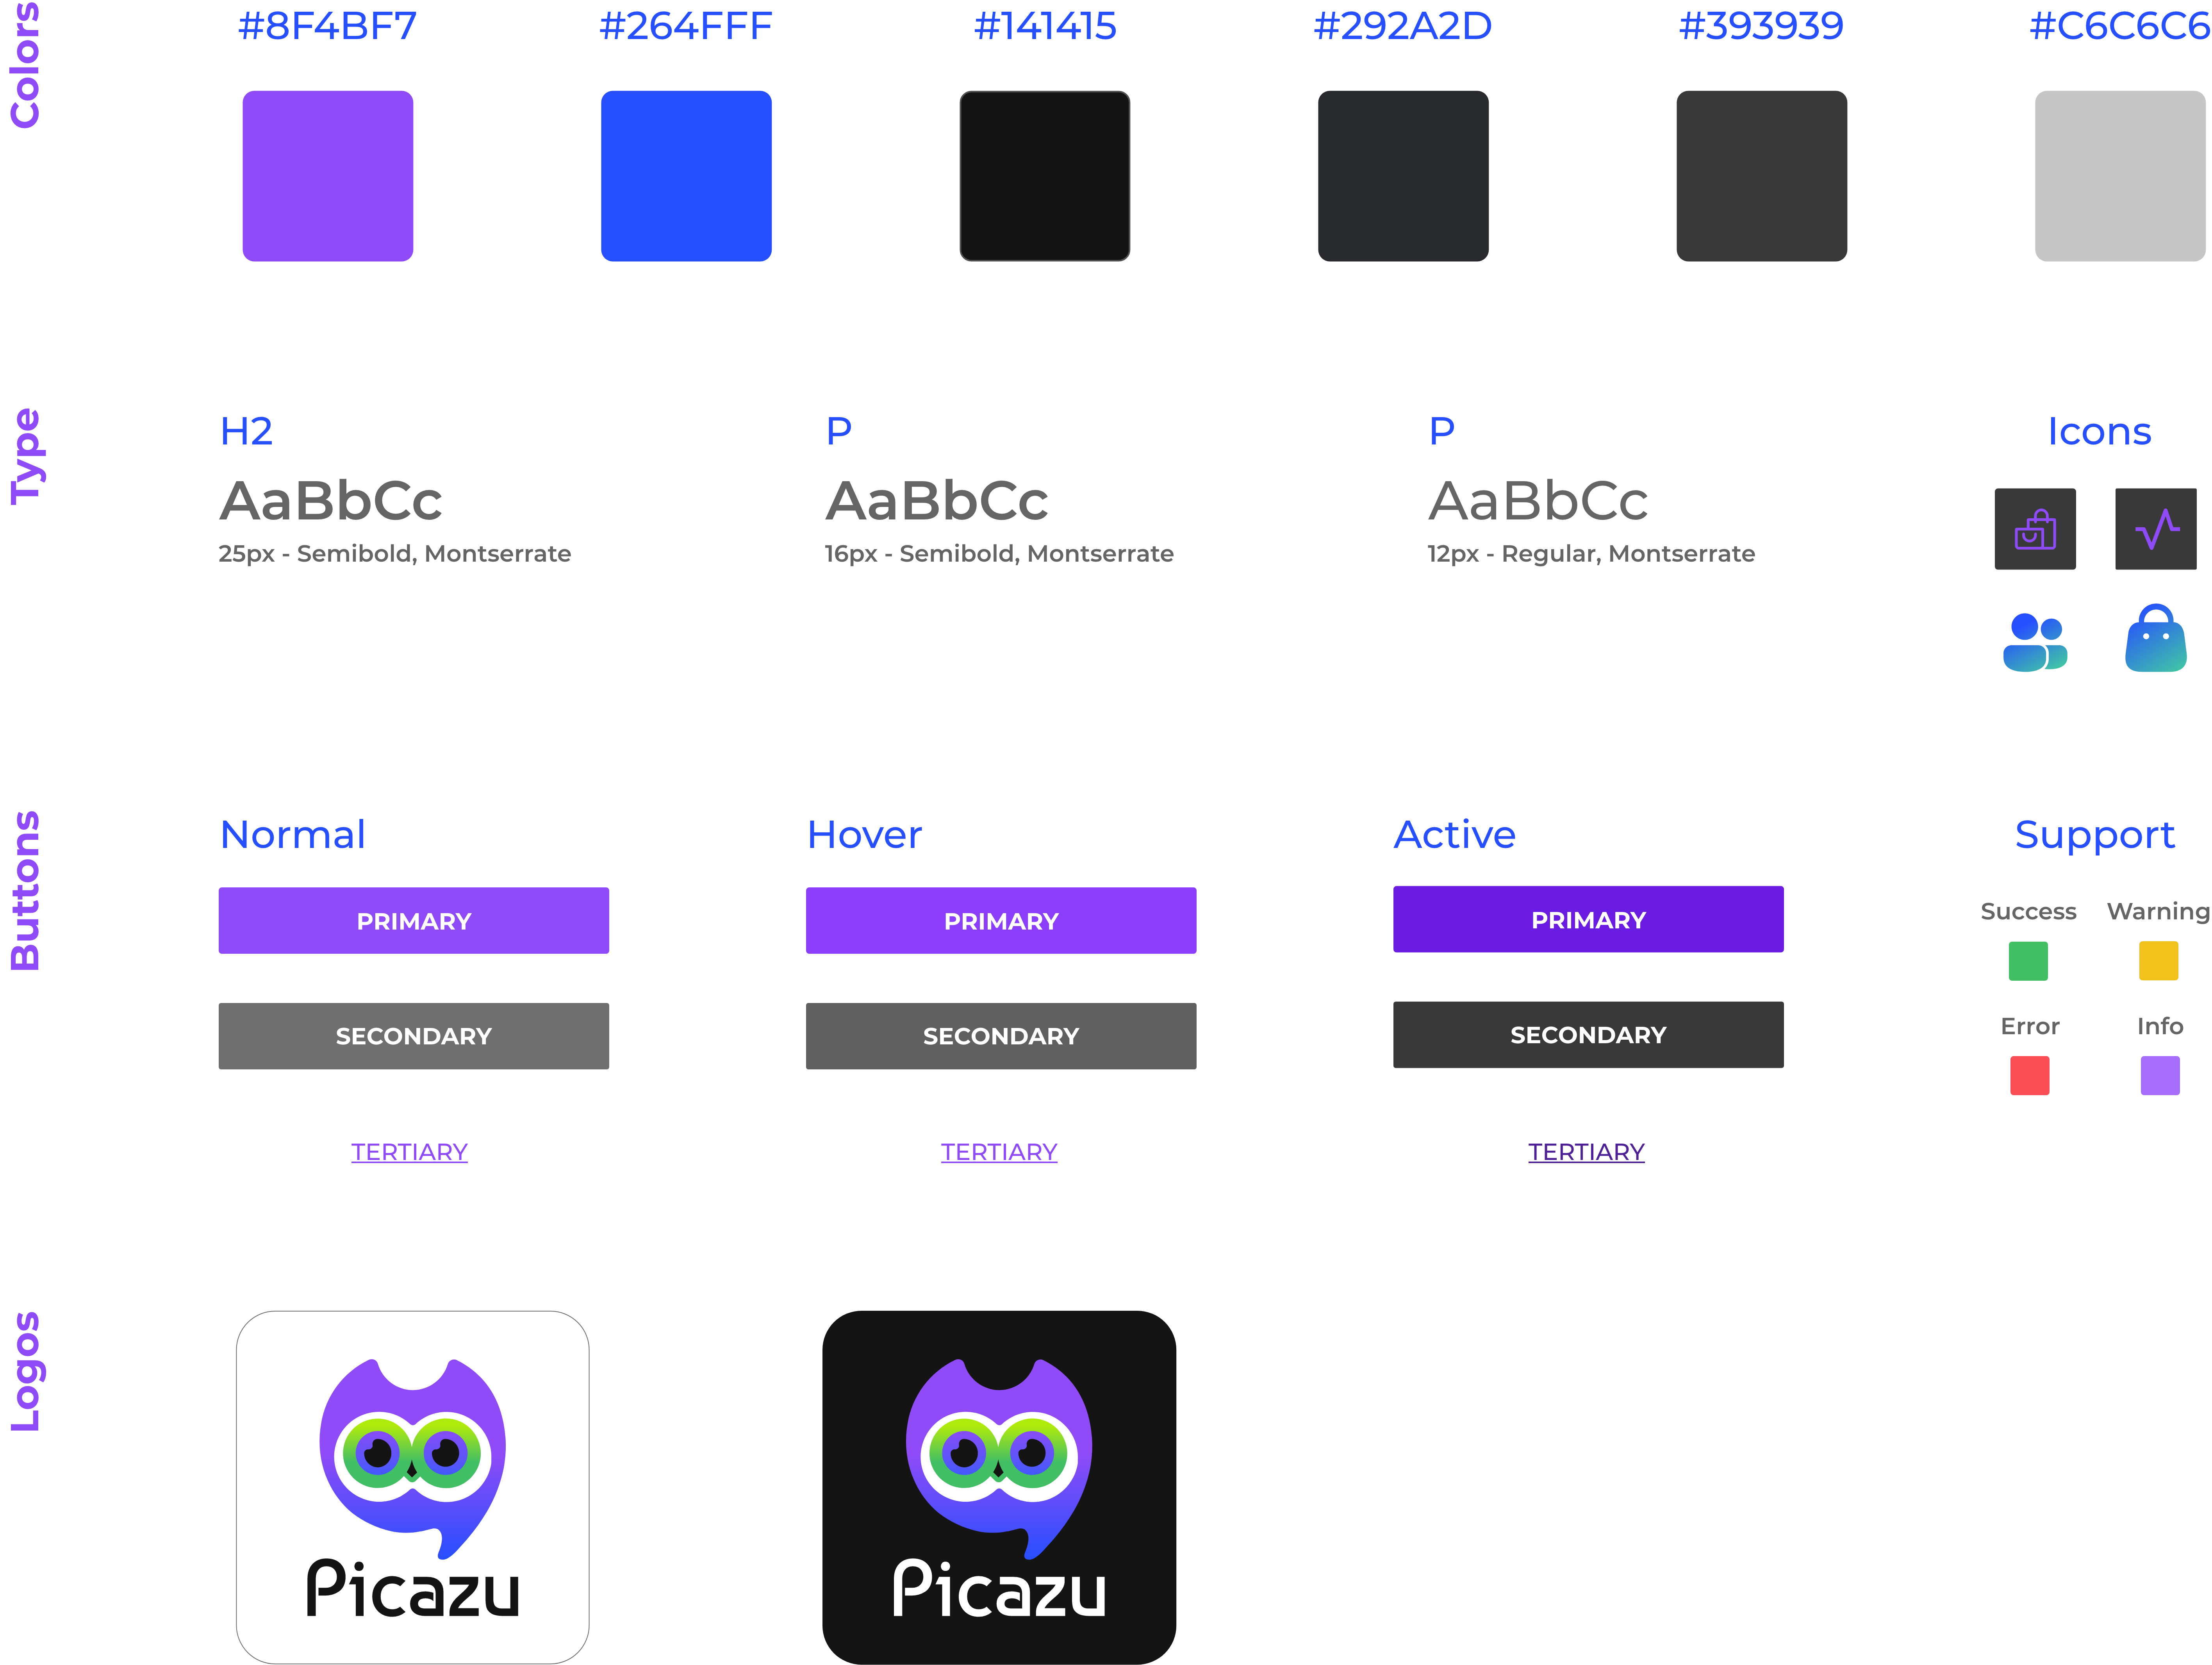 Colors
#8F4BF7
#264FFF
#141415
#292A2D
#393939
#C6C6C6
Type
H2
AaBbCc
25px - Semibold, Montserrate
P
AaBbCc
16px - Semibold, Montserrate
P
AaBbCc
12px - Regular, Montserrate
Icons
Buttons
Normal
PRIMARY
SECONDARY
TERTIARY
Hover
PRIMARY
SECONDARY
TERTIARY
Active
PRIMARY
SECONDARY
TERTIARY
Support
Success
Warning
Error
Info
Logos
Picazu
Picazu